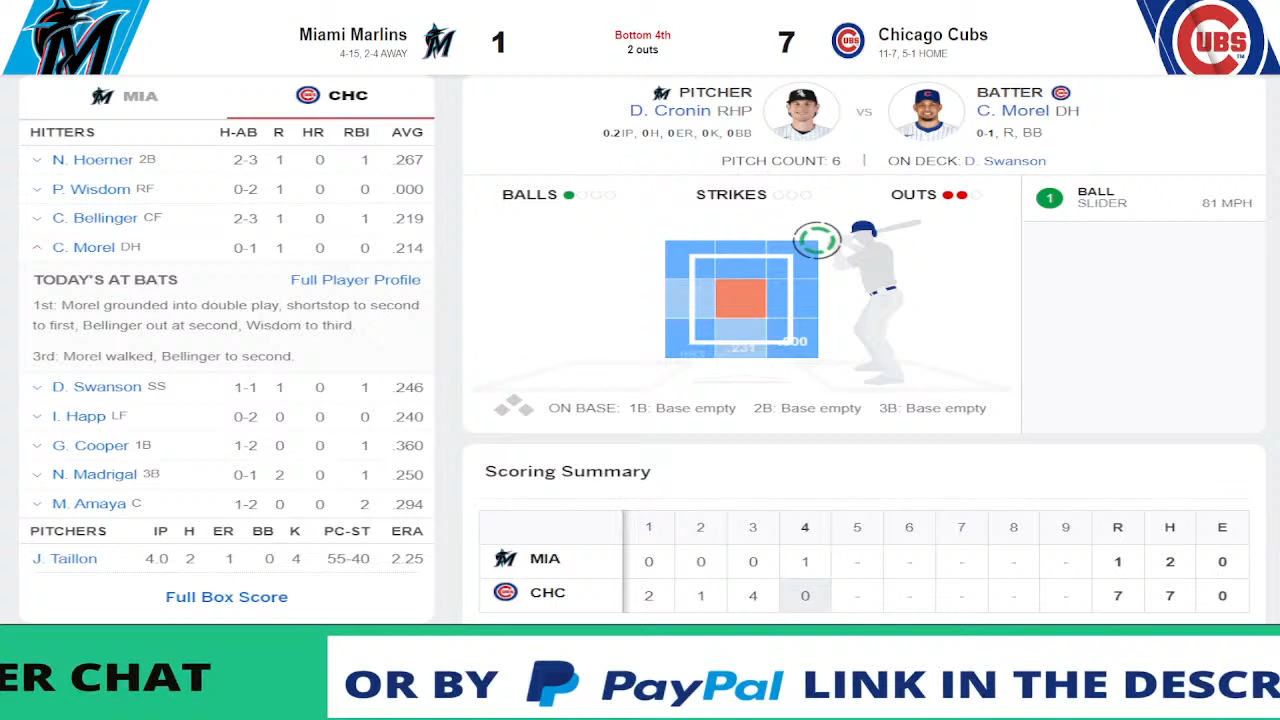 Miami Marlins
4-15, 2-4 AWAY
1
Bottom 4th
2 outs
7
Chicago Cubs
11-7, 5-1 HOME
CUBS
MIA
CHC
HITTERS H-AB R HR RBI AVG
N. Hoerner 2B 2-3 1 0 1 .267
P. Wisdom RF 0-2 1 0 0 .000
C. Bellinger CF 2-3 1 0 1 .219
C. Morel DH 0-1 1 0 0 .214
TODAY'S AT BATS Full Player Profile
1st: Morel grounded into double play, shortstop to second
to first, Bellinger out at second, Wisdom to third.
3rd: Morel walked, Bellinger to second.
D. Swanson SS 1-1 1 0 1 .246
I. Happ LF 0-2 0 0 0 .240
G. Cooper 1B 1-2 0 0 1 .360
N. Madrigal 3B 0-1 2 0 1 .250
M. Amaya C 1-2 0 0 2 .294
PITCHERS IP H ER BB K PC-ST ERA
J. Taillon 4.0 2 1 0 4 55-40 2.25
Full Box Score
PITCHER
D. Cronin RHP
0.2 IP, 0 H, 0 ER, 0 K, 0 BB
vs
BATTER
C. Morel DH
0-1, R, BB
PITCH COUNT: 6 | ON DECK: D. Swanson
BALLS STRIKES OUTS
1 BALL
SLIDER 81 MPH
.231
ON BASE: 1B: Base empty 2B: Base empty 3B: Base empty
Scoring Summary
1 2 3 4 5 6 7 8 9 R H E
MIA 0 0 0 1 - - - - - 1 2 0
CHC 2 1 4 0 - - - - - 7 7 0
ER CHAT
OR BY PayPal LINK IN THE DESCR